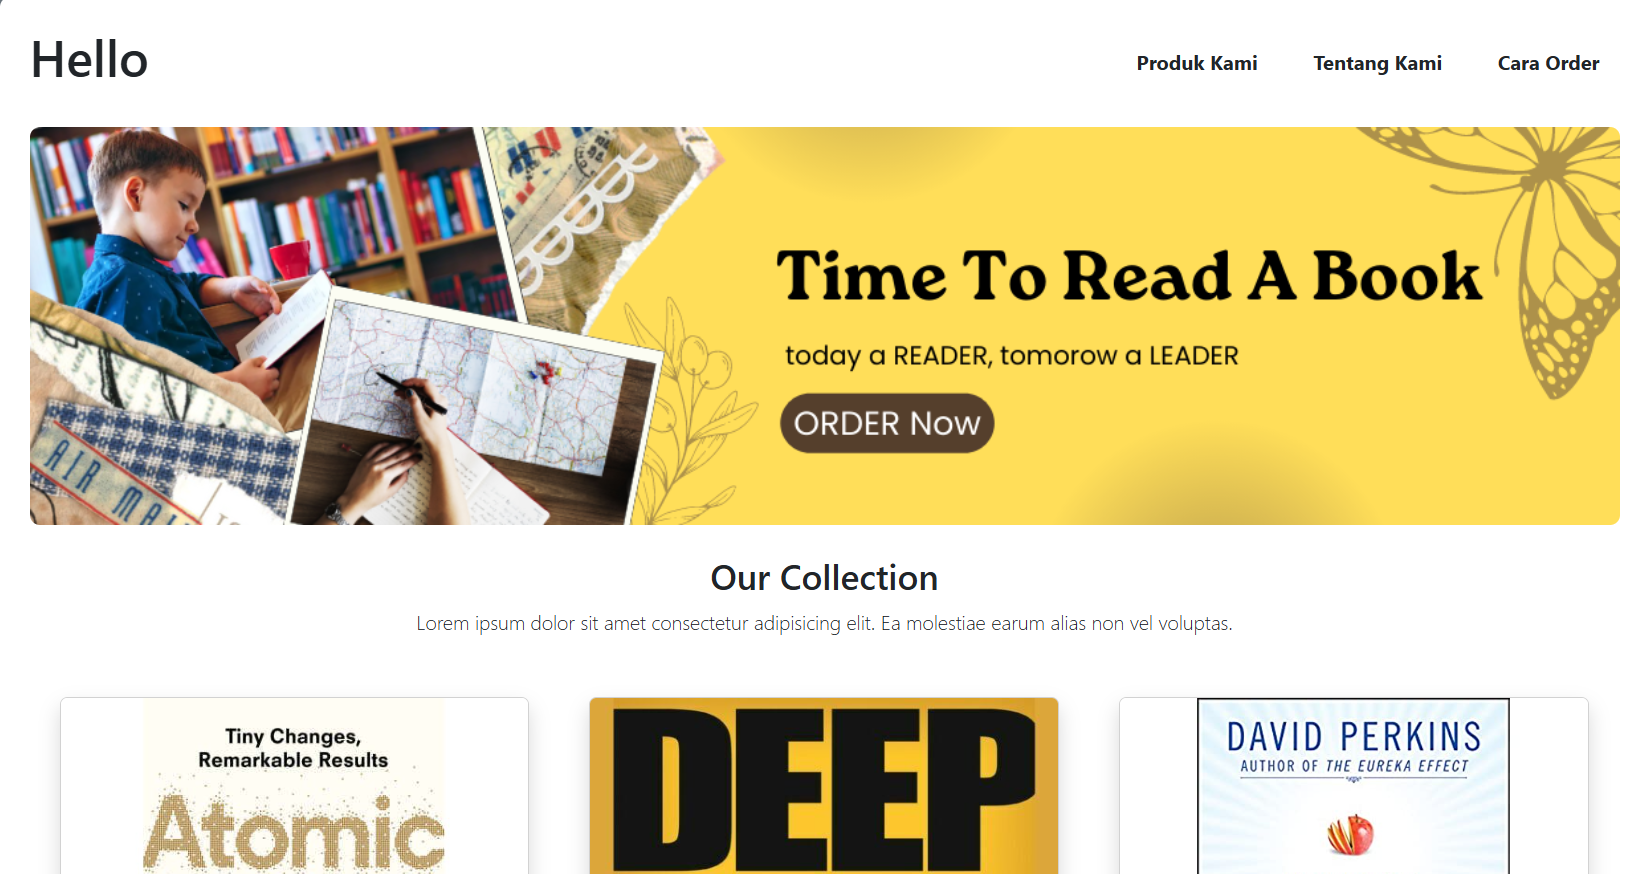 Hello
Produk Kami Tentang Kami Cara Order
Time To Read A Book
today a READER, tomorow a LEADER
ORDER Now
AIR MAI
Our Collection
Lorem ipsum dolor sit amet consectetur adipisicing elit. Ea molestiae earum alias non vel voluptas.
Tiny Changes,
Remarkable Results
Atomic
DEEP
DAVID PERKINS
AUTHOR OF THE EUREKA EFFECT